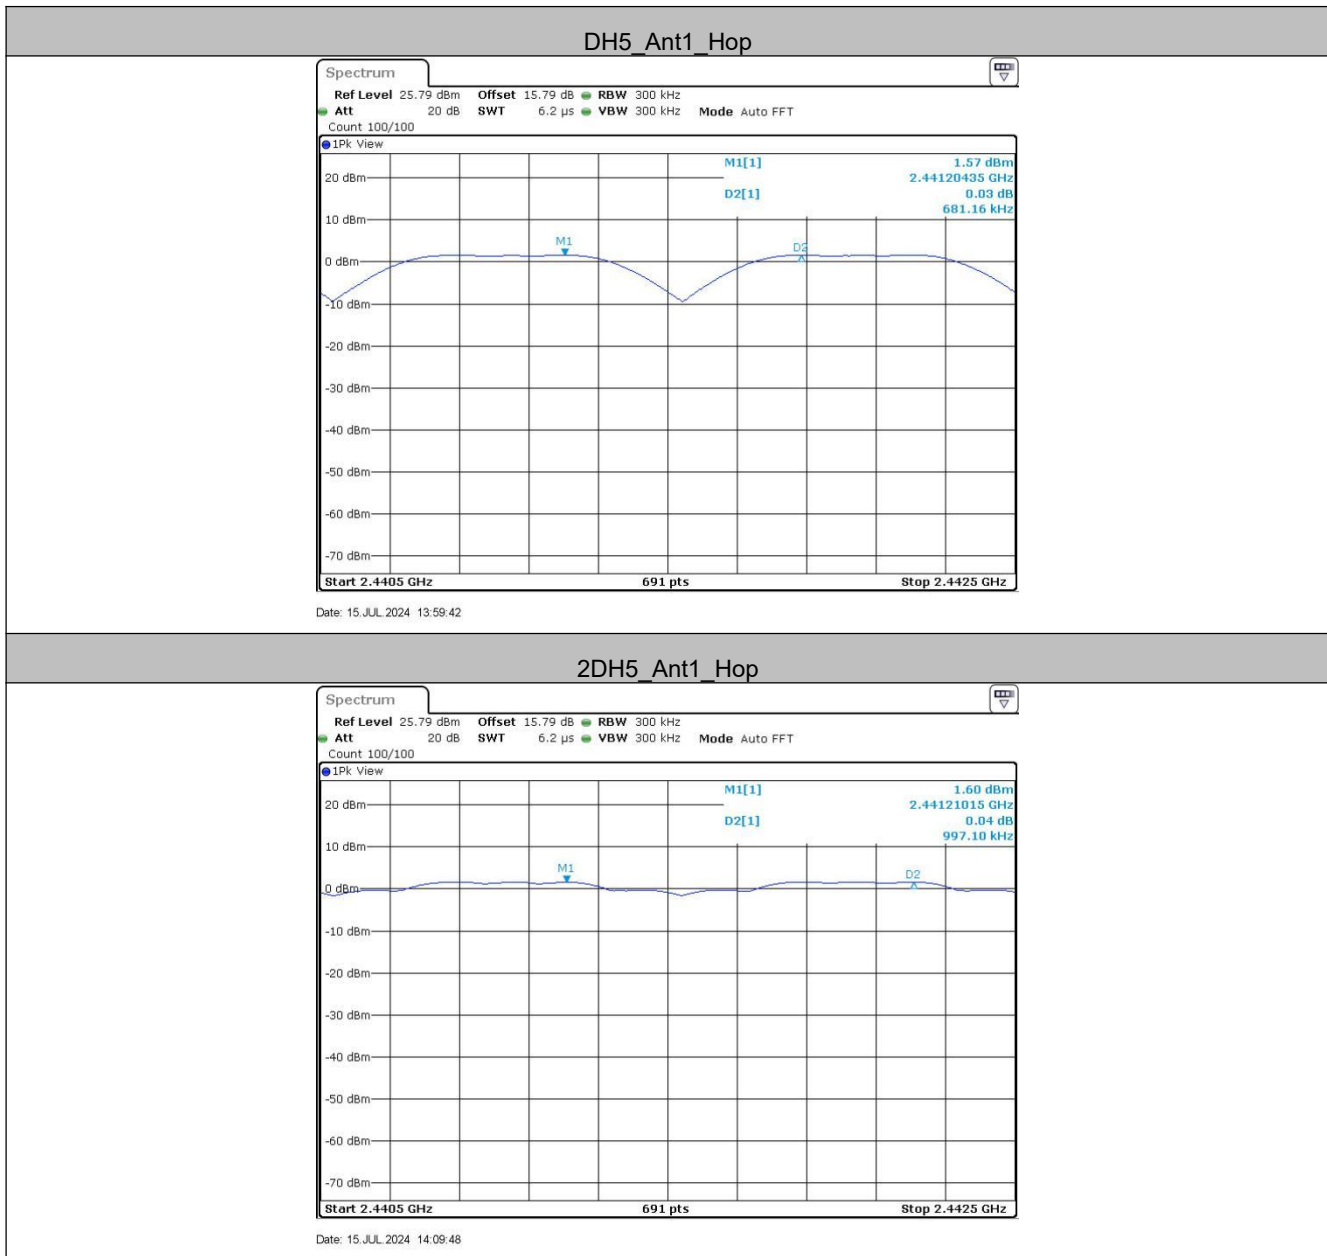 DH5_Ant1_Hop
Spectrum
Ref Level 25.79 dBm Offset 15.79 dB RBW 300 kHz
Att 20 dB SWT 6.2 µs VBW 300 kHz Mode Auto FFT
Count 100/100
1Pk View
M1[1] 1.57 dBm
2.44120435 GHz
D2[1] 0.03 dB
681.16 kHz
20 dBm
10 dBm
M1
D2
0 dBm
-10 dBm
-20 dBm
-30 dBm
-40 dBm
-50 dBm
-60 dBm
-70 dBm
Start 2.4405 GHz 691 pts Stop 2.4425 GHz
Date: 15.JUL.2024 13:59:42
2DH5_Ant1_Hop
Spectrum
Ref Level 25.79 dBm Offset 15.79 dB RBW 300 kHz
Att 20 dB SWT 6.2 µs VBW 300 kHz Mode Auto FFT
Count 100/100
1Pk View
M1[1] 1.60 dBm
2.44121015 GHz
D2[1] 0.04 dB
997.10 kHz
20 dBm
10 dBm
M1
D2
0 dBm
-10 dBm
-20 dBm
-30 dBm
-40 dBm
-50 dBm
-60 dBm
-70 dBm
Start 2.4405 GHz 691 pts Stop 2.4425 GHz
Date: 15.JUL.2024 14:09:48